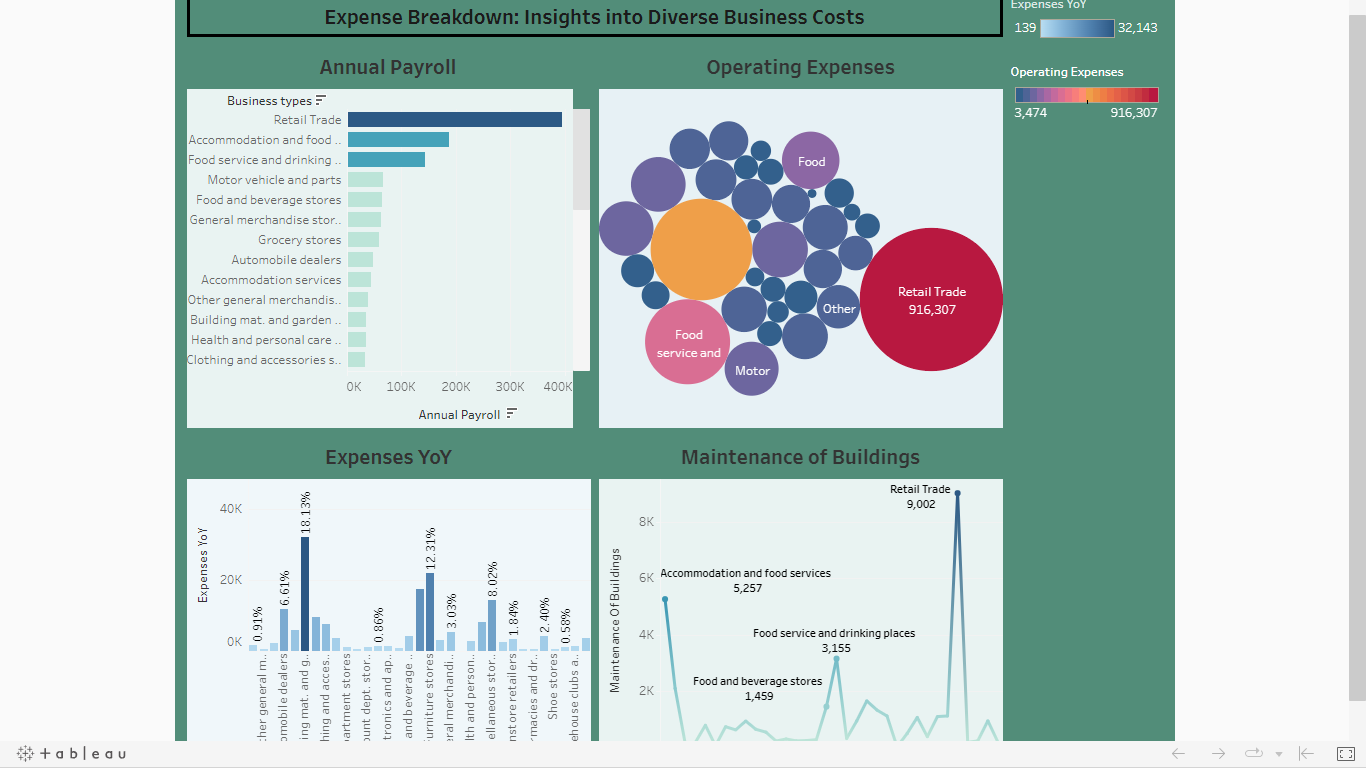 Expense Breakdown: Insights into Diverse Business Costs
Expenses YoY
139
32,143
Operating Expenses
3,474
916,307
Annual Payroll
Business types
Retail Trade
Accommodation and food ..
Food service and drinking ..
Motor vehicle and parts
Food and beverage stores
General merchandise stor..
Grocery stores
Automobile dealers
Accommodation services
Other general merchandis..
Building mat. and garden ..
Health and personal care ..
Clothing and accessories s..
0K
100K
200K
300K
400K
Annual Payroll
Operating Expenses
Food
Retail Trade
916,307
Other
Food
service and
Motor
Expenses YoY
Expenses YoY
40K
20K
0K
0.91%
6.61%
18.13%
0.86%
12.31%
3.03%
8.02%
1.84%
2.40%
0.58%
cher general m..
omobile dealers
ing mat. and g..
hing and acces..
partment stores
ount dept. stor..
tronics and ap..
and beverage ..
urniture stores
eral merchandi..
lth and person..
ellaneous stor..
nstore retailers
rmacies and dr..
Shoe stores
ehouse clubs a..
Maintenance of Buildings
Maintenance Of Buildings
8K
6K
4K
2K
Retail Trade
9,002
Accommodation and food services
5,257
Food service and drinking places
3,155
Food and beverage stores
1,459
+ableau